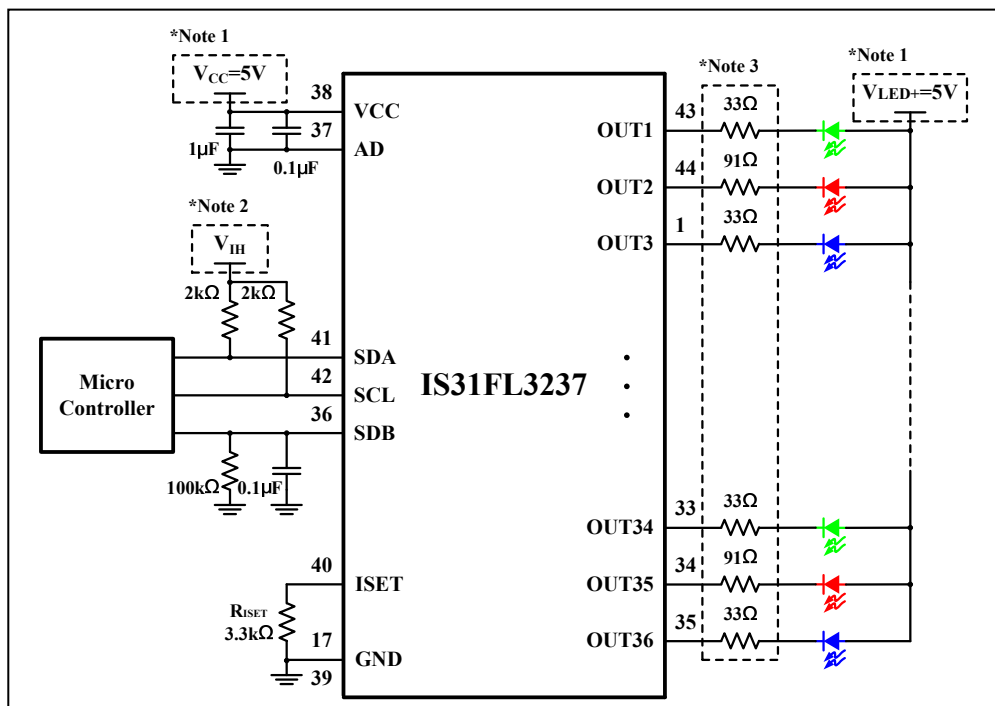 *Note 1
VCC=5V
38
VCC
37
AD
1μF
0.1μF
*Note 2
VIH
2kΩ
2kΩ
Micro
Controller
41
SDA
42
SCL
36
SDB
100kΩ
0.1μF
40
ISET
RISET
3.3kΩ
17
GND
39
IS31FL3237
*Note 3
*Note 1
VLED+=5V
OUT1
43
33Ω
OUT2
44
91Ω
OUT3
1
33Ω
OUT34
33
33Ω
OUT35
34
91Ω
OUT36
35
33Ω